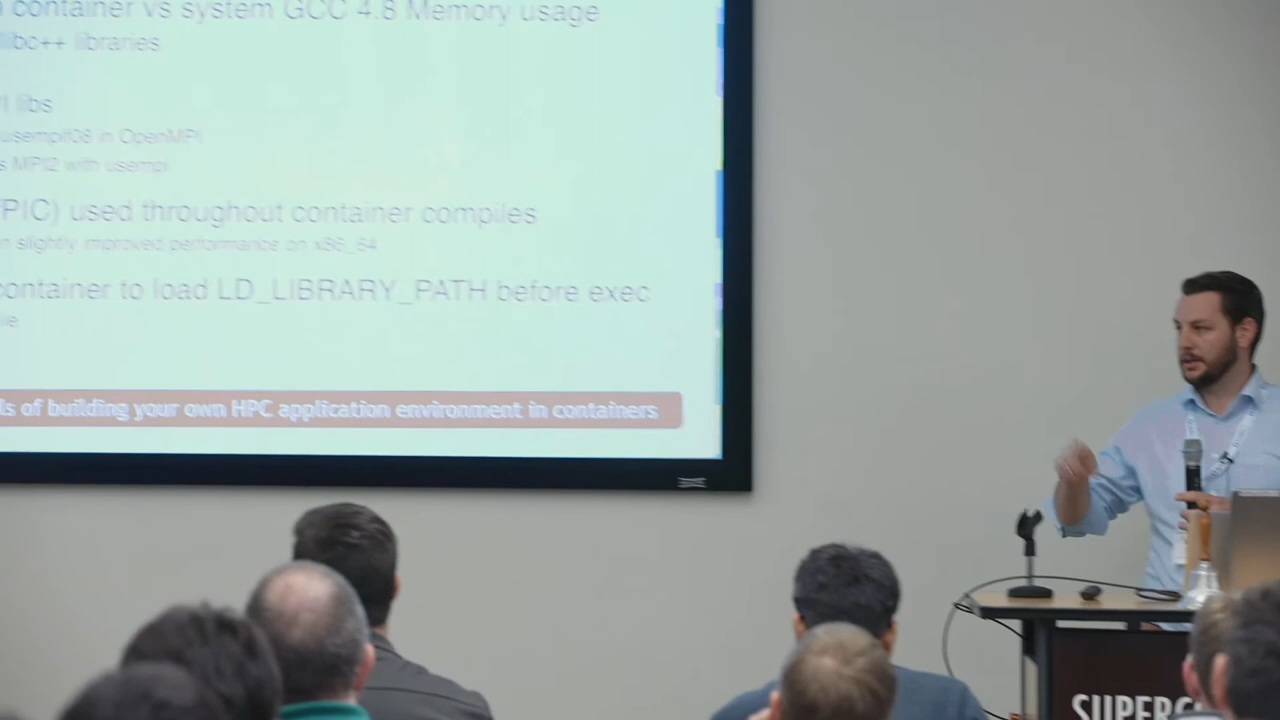 container vs system GCC 4.8 Memory usage
libc++ libraries
libs
usempif08 in OpenMPI
MPI2 with usempi
PIC) used throughout container compiles
slightly improved performance on x86_64
container to load LD_LIBRARY_PATH before exec
of building your own HPC application environment in containers